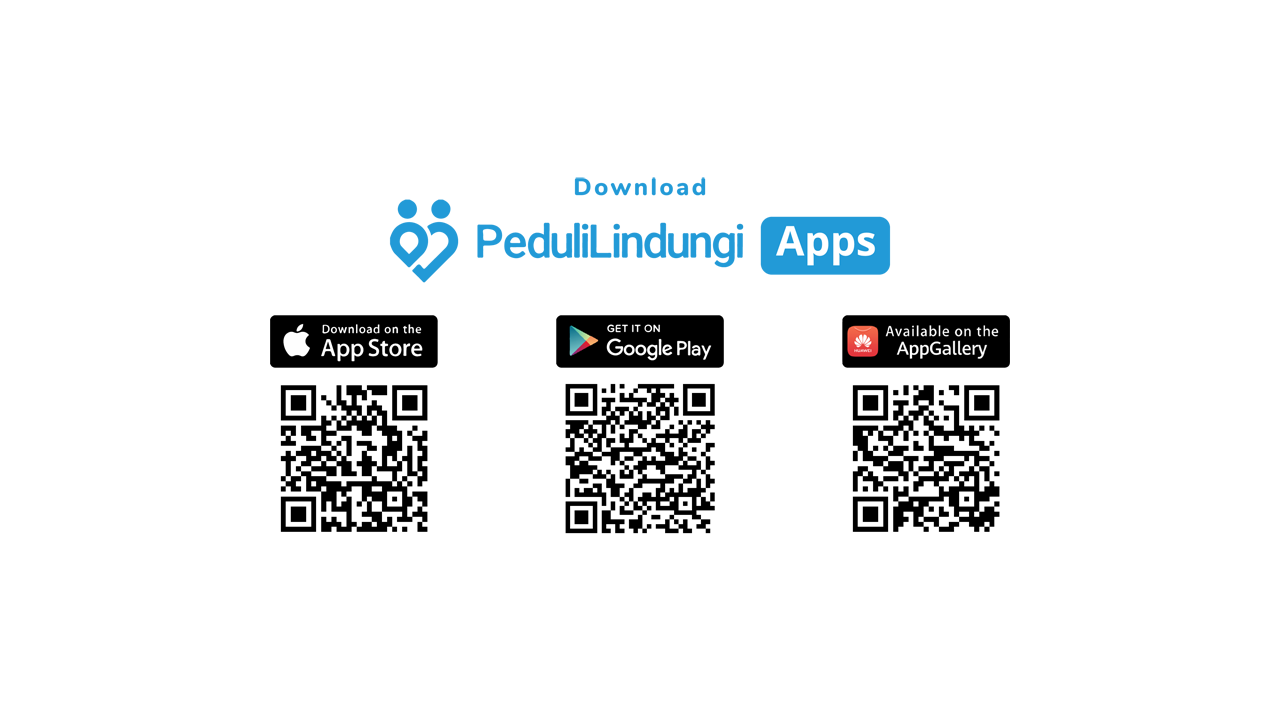 Download
PeduliLindungi Apps
Download on the
App Store
GET IT ON
Google Play
HUAWEI
Available on the
AppGallery